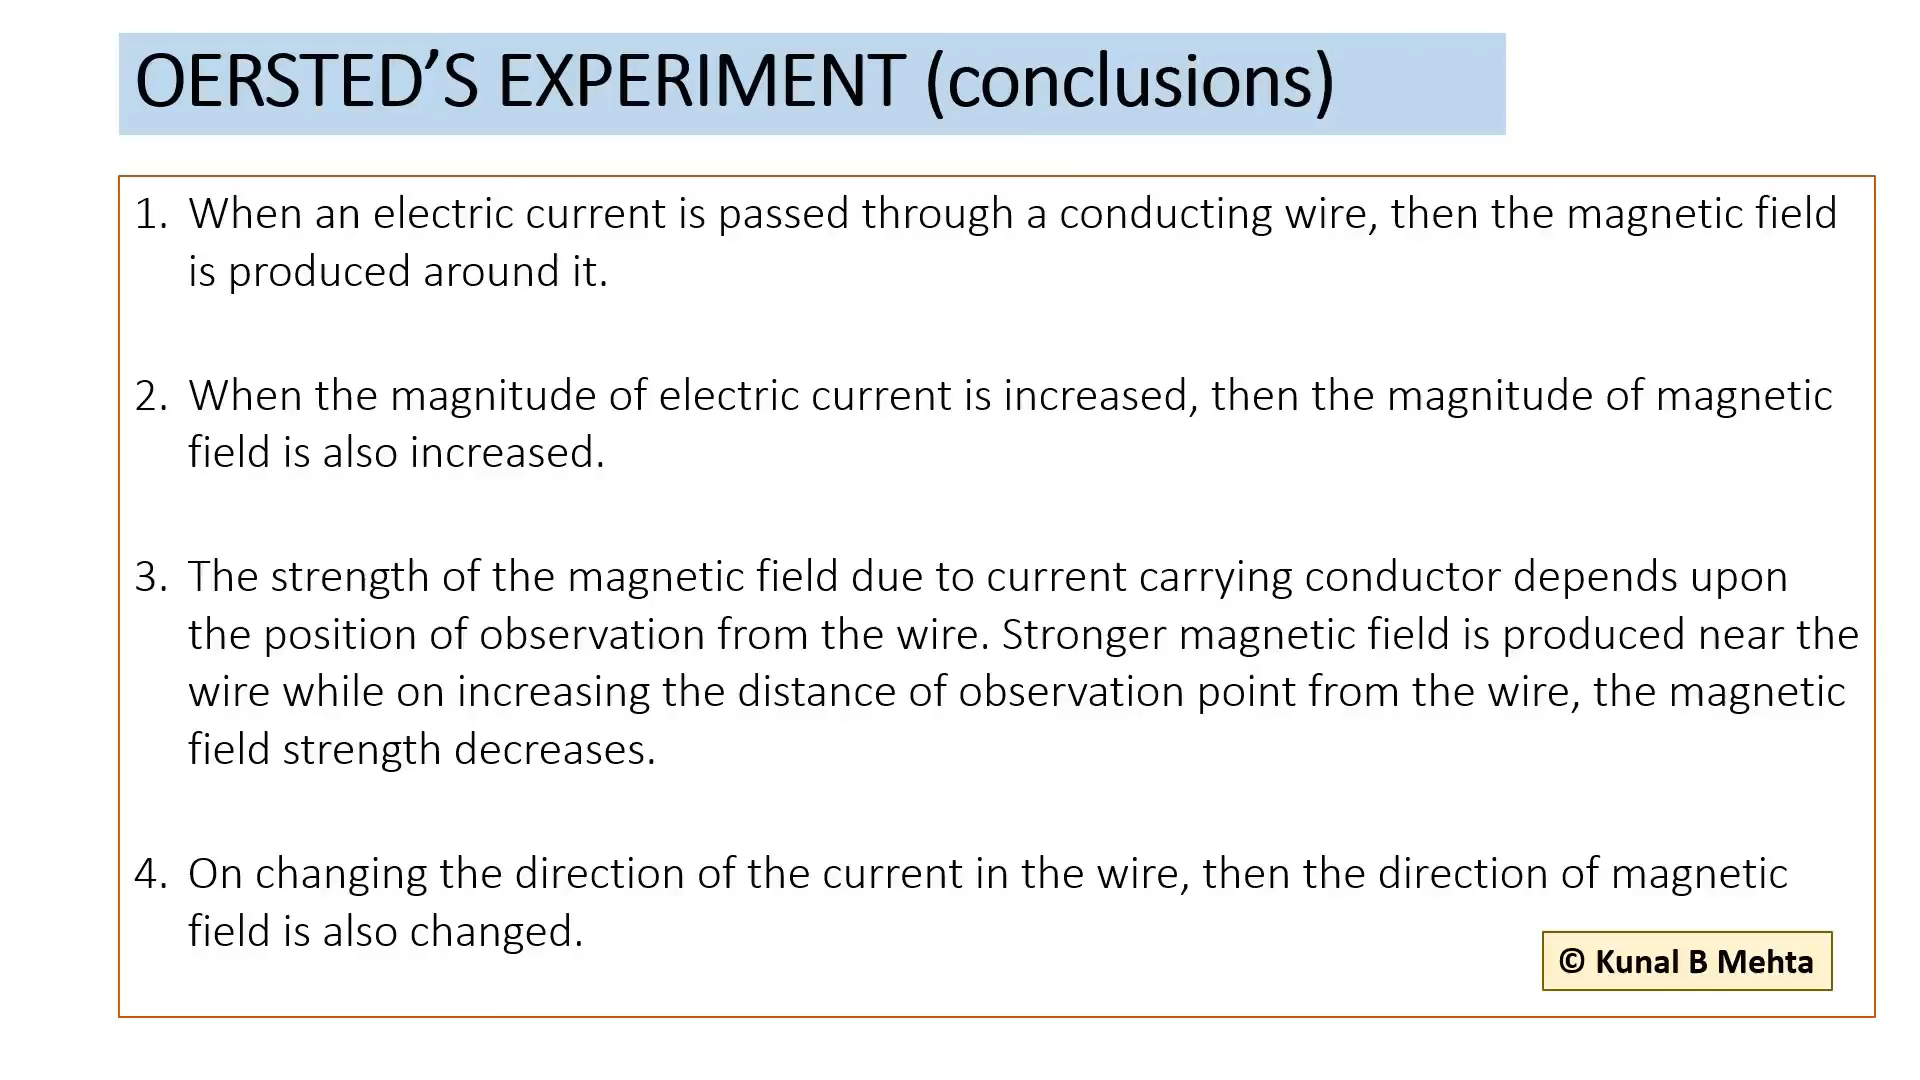 OERSTED’S EXPERIMENT (conclusions)
1. When an electric current is passed through a conducting wire, then the magnetic field
is produced around it.
2. When the magnitude of electric current is increased, then the magnitude of magnetic
field is also increased.
3. The strength of the magnetic field due to current carrying conductor depends upon
the position of observation from the wire. Stronger magnetic field is produced near the
wire while on increasing the distance of observation point from the wire, the magnetic
field strength decreases.
4. On changing the direction of the current in the wire, then the direction of magnetic
field is also changed.
© Kunal B Mehta